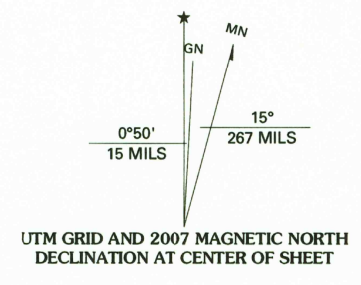 MN
GN
0°50'
15 MILS
15°
267 MILS
UTM GRID AND 2007 MAGNETIC NORTH
DECLINATION AT CENTER OF SHEET